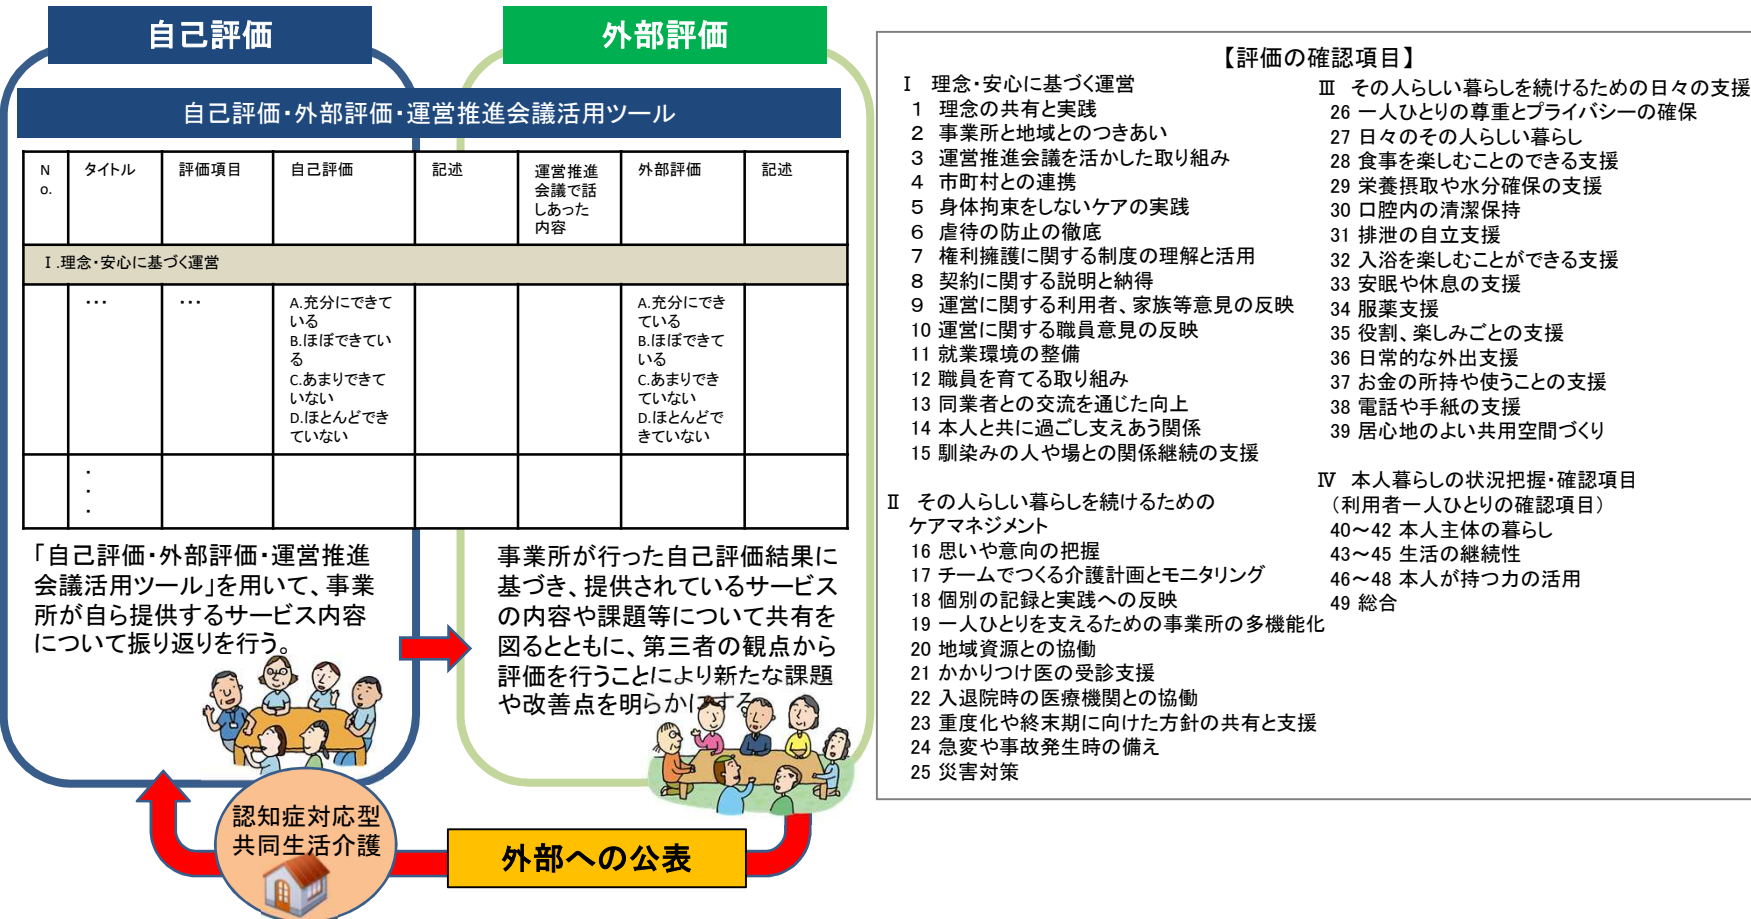 自己評価
外部評価
自己評価・外部評価・運営推進会議活用ツール
No.
タイトル
評価項目
自己評価
記述
運営推進
会議で話
しあった
内容
外部評価
記述
Ⅰ.理念・安心に基づく運営
…
…
A.充分にできて
いる
B.ほぼできてい
る
C.あまりできて
いない
D.ほとんどでき
ていない
A.充分にでき
ている
B.ほぼできて
いる
C.あまりでき
ていない
D.ほとんどで
きていない
・
・
・
「自己評価・外部評価・運営推進
会議活用ツール」を用いて、事業
所が自ら提供するサービス内容
について振り返りを行う。
事業所が行った自己評価結果に
基づき、提供されているサービス
の内容や課題等について共有を
図るとともに、第三者の観点から
評価を行うことにより新たな課題
や改善点を明らかにする
認知症対応型
共同生活介護
外部への公表
【評価の確認項目】
Ⅰ 理念・安心に基づく運営
1 理念の共有と実践
2 事業所と地域とのつきあい
3 運営推進会議を活かした取り組み
4 市町村との連携
5 身体拘束をしないケアの実践
6 虐待の防止の徹底
7 権利擁護に関する制度の理解と活用
8 契約に関する説明と納得
9 運営に関する利用者、家族等意見の反映
10 運営に関する職員意見の反映
11 就業環境の整備
12 職員を育てる取り組み
13 同業者との交流を通じた向上
14 本人と共に過ごし支えあう関係
15 馴染みの人や場との関係継続の支援
Ⅱ その人らしい暮らしを続けるための
ケアマネジメント
16 思いや意向の把握
17 チームでつくる介護計画とモニタリング
18 個別の記録と実践への反映
19 一人ひとりを支えるための事業所の多機能化
20 地域資源との協働
21 かかりつけ医の受診支援
22 入退院時の医療機関との協働
23 重度化や終末期に向けた方針の共有と支援
24 急変や事故発生時の備え
25 災害対策
Ⅲ その人らしい暮らしを続けるための日々の支援
26 一人ひとりの尊重とプライバシーの確保
27 日々のその人らしい暮らし
28 食事を楽しむことのできる支援
29 栄養摂取や水分確保の支援
30 口腔内の清潔保持
31 排泄の自立支援
32 入浴を楽しむことができる支援
33 安眠や休息の支援
34 服薬支援
35 役割、楽しみごとの支援
36 日常的な外出支援
37 お金の所持や使うことの支援
38 電話や手紙の支援
39 居心地のよい共用空間づくり
Ⅳ 本人暮らしの状況把握・確認項目
（利用者一人ひとりの確認項目）
40～42 本人主体の暮らし
43～45 生活の継続性
46～48 本人が持つ力の活用
49 総合